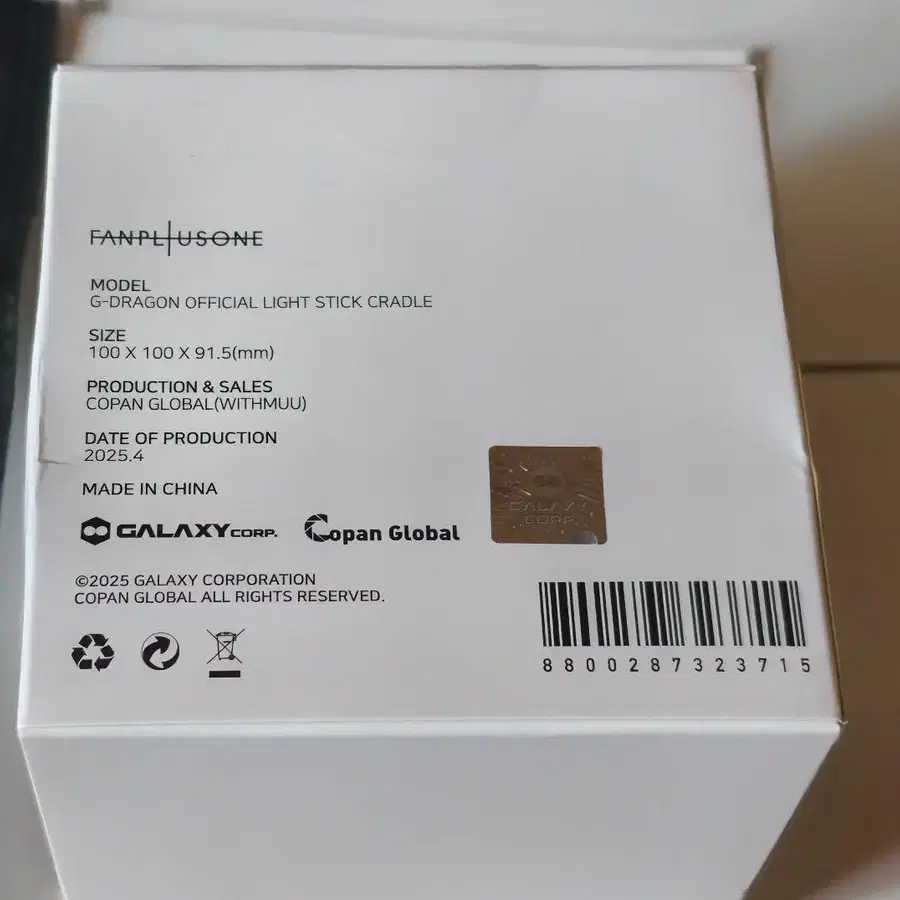 FANPLUSONE
MODEL
G-DRAGON OFFICIAL LIGHT STICK CRADLE
SIZE
100 X 100 X 91.5(mm)
PRODUCTION & SALES
COPAN GLOBAL(WITHMUU)
DATE OF PRODUCTION
2025.4
MADE IN CHINA
GALAXY CORP.
Copan Global
GALAXY
CORP.
©2025 GALAXY CORPORATION
COPAN GLOBAL ALL RIGHTS RESERVED.
8800287323715